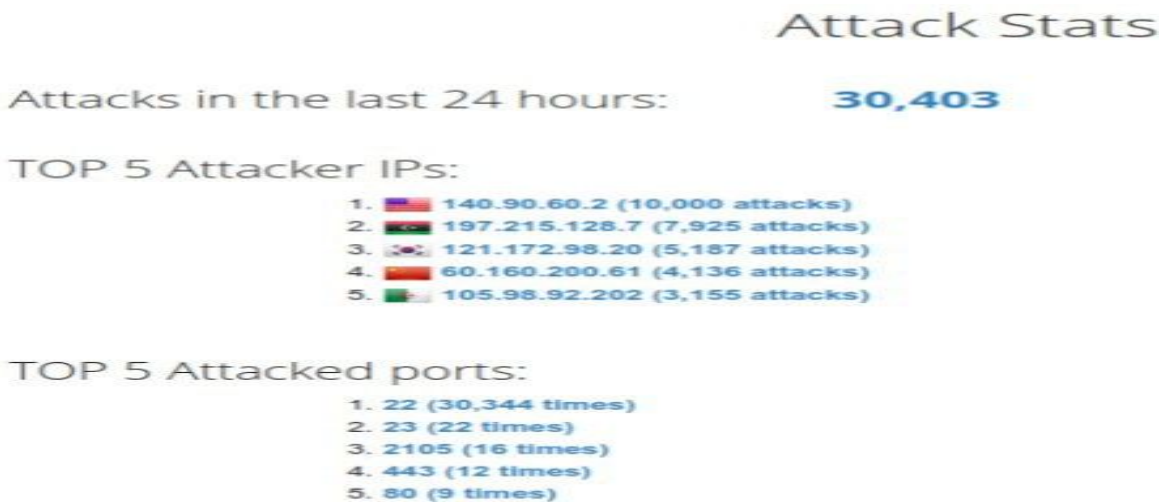 Attack Stats
Attacks in the last 24 hours: 30,403
TOP 5 Attacker IPs:
1. 140.90.60.2 (10,000 attacks)
2. 197.215.128.7 (7,925 attacks)
3. 121.172.98.20 (5,187 attacks)
4. 60.160.200.61 (4,136 attacks)
5. 105.98.92.202 (3,155 attacks)
TOP 5 Attacked ports:
1. 22 (30,344 times)
2. 23 (22 times)
3. 2105 (16 times)
4. 443 (12 times)
5. 80 (9 times)